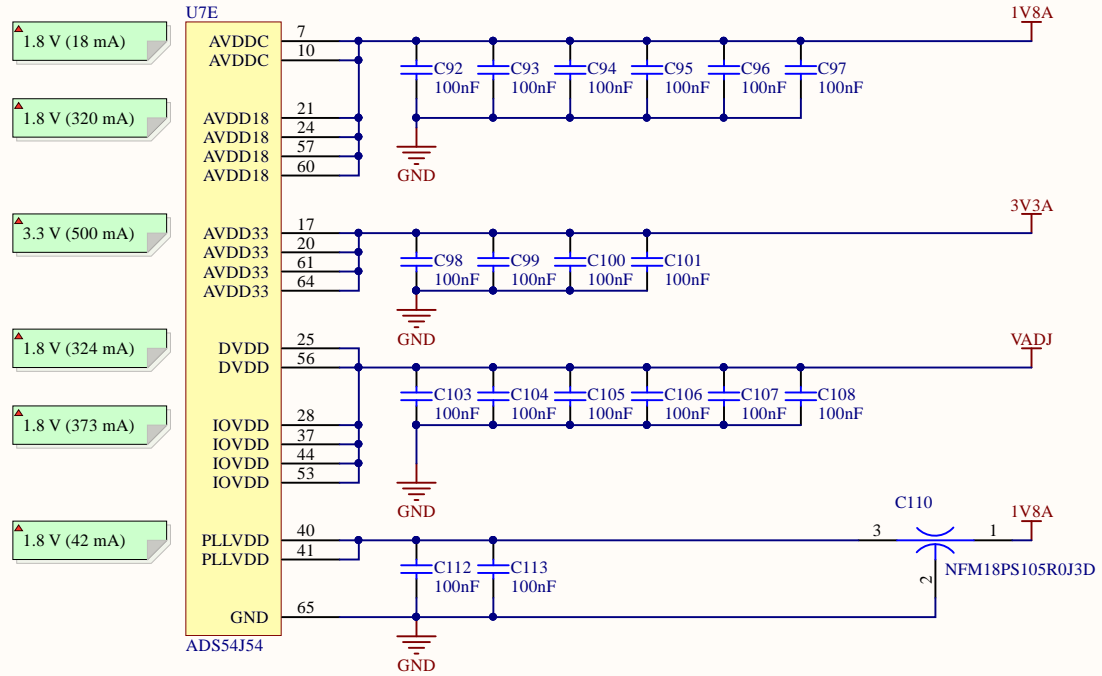 U7E
1V8A
1.8 V (18 mA)
AVDDC 7
AVDDC 10
C92 C93 C94 C95 C96 C97
100nF 100nF 100nF 100nF 100nF 100nF
1.8 V (320 mA)
AVDD18 21
AVDD18 24
AVDD18 57
AVDD18 60
GND
3V3A
3.3 V (500 mA)
AVDD33 17
AVDD33 20
AVDD33 61
AVDD33 64
C98 C99 C100 C101
100nF 100nF 100nF 100nF
GND
VADJ
1.8 V (324 mA)
DVDD 25
DVDD 56
C103 C104 C105 C106 C107 C108
100nF 100nF 100nF 100nF 100nF 100nF
1.8 V (373 mA)
IOVDD 28
IOVDD 37
IOVDD 44
IOVDD 53
GND
C110
1V8A
1.8 V (42 mA)
PLLVDD 40
PLLVDD 41
3 1
2
NFM18PS105R0J3D
C112 C113
100nF 100nF
GND 65
ADS54J54
GND